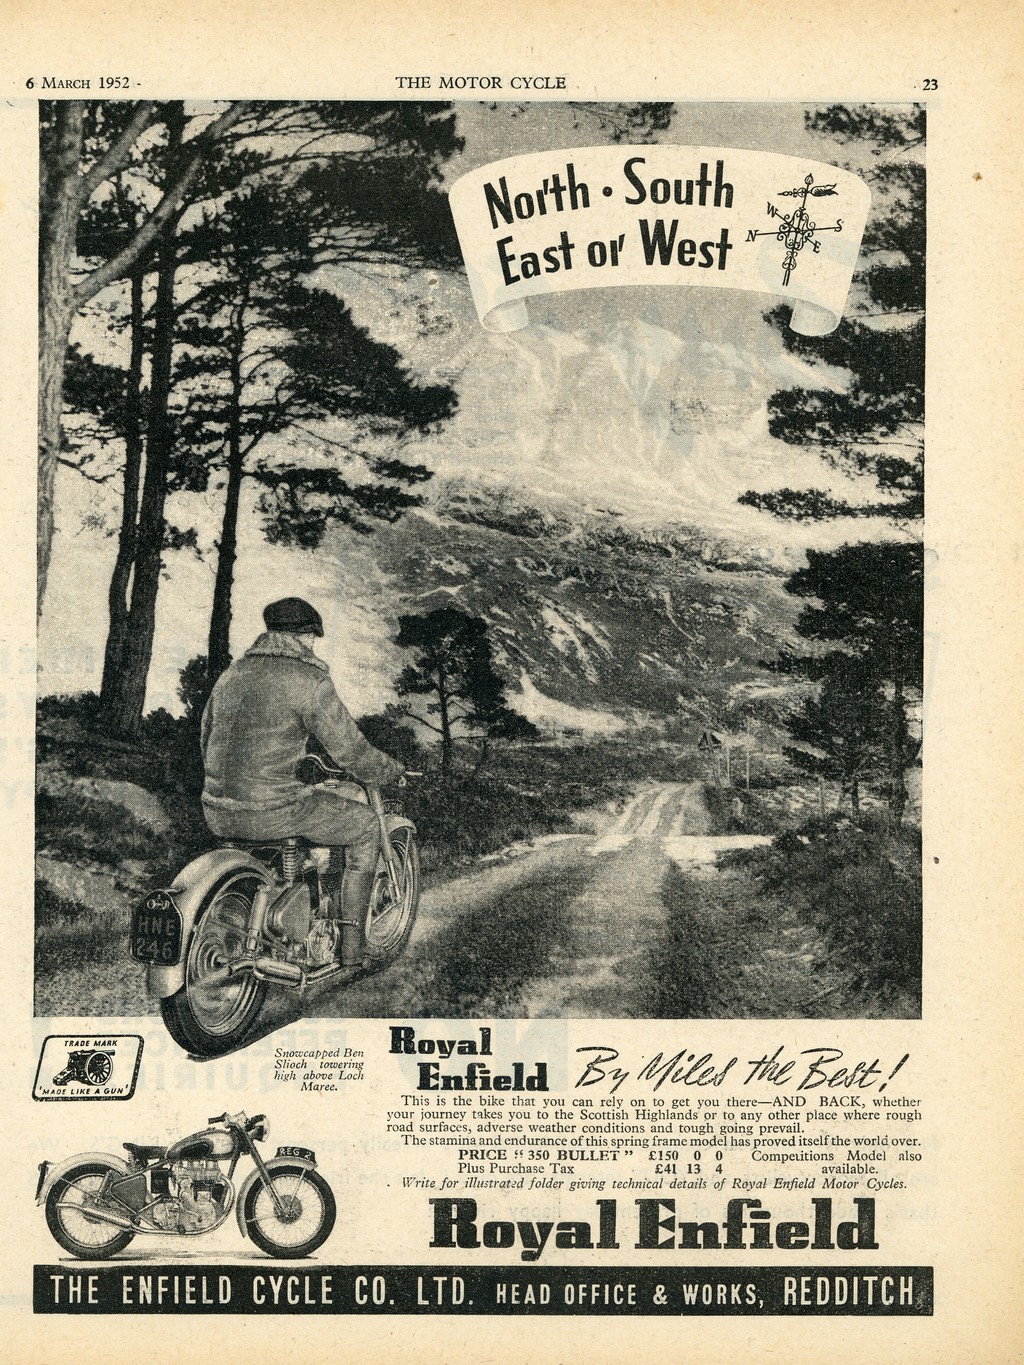 6 MARCH 1952
THE MOTOR CYCLE
23
North · South
East or West
W
S
N
E
HNE
246
TRADE MARK
'MADE LIKE A GUN'
Snowcapped Ben
Slioch towering
high above Loch
Maree.
Royal
Enfield
By Miles the Best!
This is the bike that you can rely on to get you there—AND BACK, whether
your journey takes you to the Scottish Highlands or to any other place where rough
road surfaces, adverse weather conditions and tough going prevail.
The stamina and endurance of this spring frame model has proved itself the world over.
PRICE "350 BULLET" £150 0 0 Competitions Model also
Plus Purchase Tax £41 13 4 available.
Write for illustrated folder giving technical details of Royal Enfield Motor Cycles.
REG. 2
Royal Enfield
THE ENFIELD CYCLE CO. LTD. HEAD OFFICE & WORKS, REDDITCH